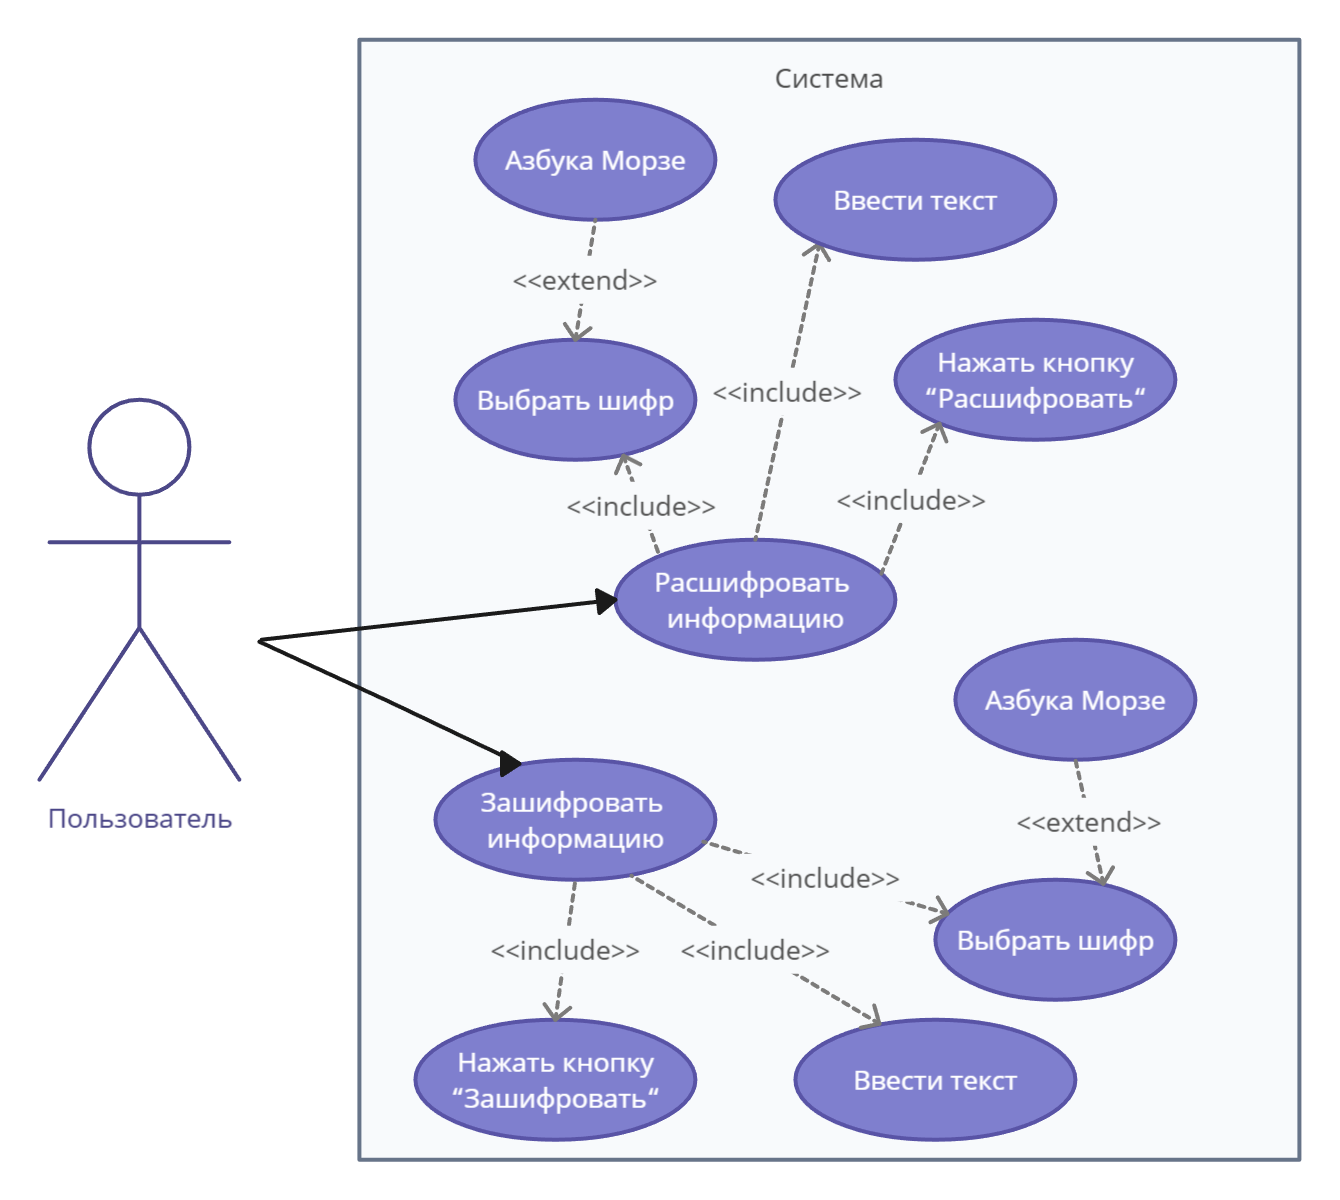 Система
Азбука Морзе
Ввести текст
<<extend>>
Нажать кнопку
“Расшифровать“
Выбрать шифр
<<include>>
<<include>>
<<include>>
Расшифровать
информацию
Азбука Морзе
Пользователь
Зашифровать
информацию
<<extend>>
<<include>>
Выбрать шифр
<<include>>
<<include>>
Нажать кнопку
“Зашифровать“
Ввести текст